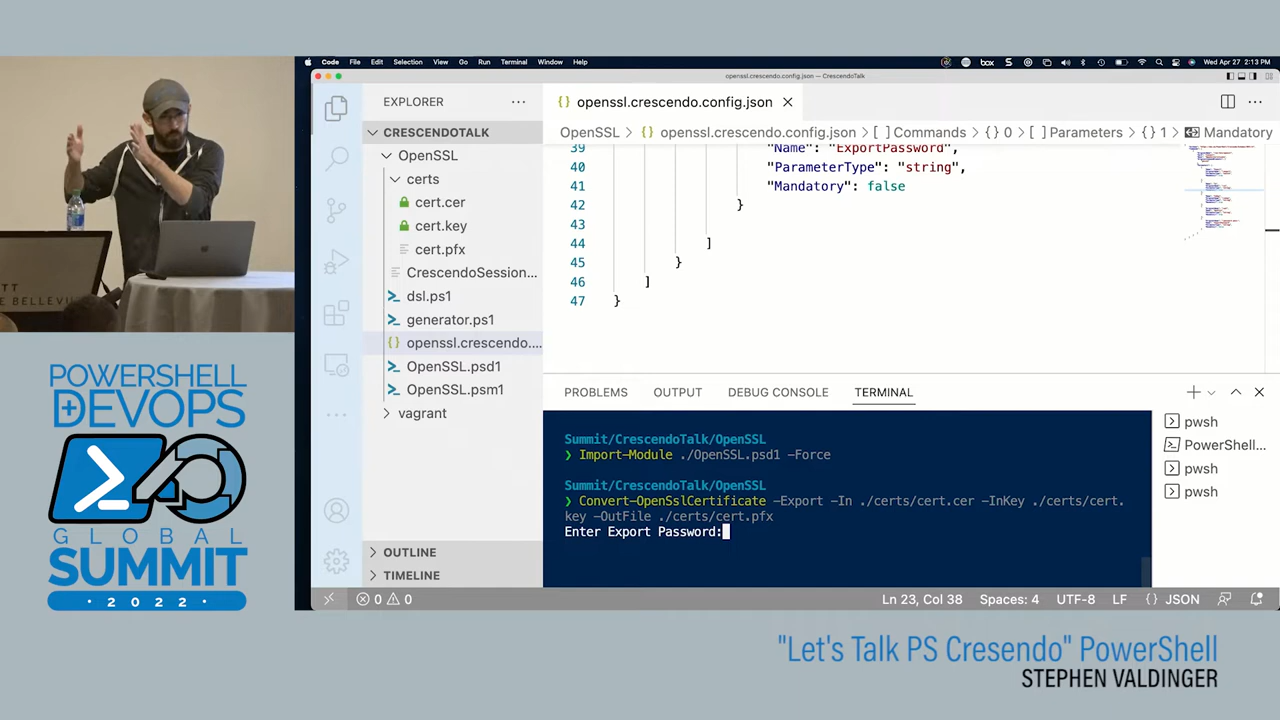 Code File Edit Selection View Go Run Terminal Window Help
box
Wed Apr 27 2:13 PM
openssl.crescendo.config.json — CrescendoTalk
EXPLORER
CRESCENDOTALK
OpenSSL
certs
cert.cer
cert.key
cert.pfx
CrescendoSession...
dsl.ps1
generator.ps1
openssl.crescendo....
OpenSSL.psd1
OpenSSL.psm1
vagrant
OUTLINE
TIMELINE
{} openssl.crescendo.config.json
OpenSSL > {} openssl.crescendo.config.json > [ ] Commands > {} 0 > [ ] Parameters > {} 1 > Mandatory
39 "Name": "ExportPassword",
40 "ParameterType": "string",
41 "Mandatory": false
42 }
43
44 ]
45 }
46 ]
47 }
PROBLEMS OUTPUT DEBUG CONSOLE TERMINAL
Summit/CrescendoTalk/OpenSSL
❯ Import-Module ./OpenSSL.psd1 -Force
Summit/CrescendoTalk/OpenSSL
❯ Convert-OpenSslCertificate -Export -In ./certs/cert.cer -InKey ./certs/cert.
key -OutFile ./certs/cert.pfx
Enter Export Password:
pwsh
PowerShell...
pwsh
pwsh
0 0
Ln 23, Col 38 Spaces: 4 UTF-8 LF {} JSON
POWERSHELL
DEVOPS
GLOBAL
SUMMIT
· 2022 ·
"Let's Talk PS Cresendo" PowerShell
STEPHEN VALDINGER